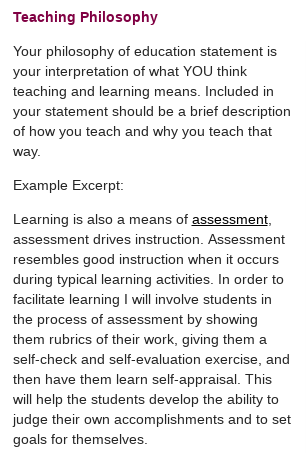 Teaching Philosophy
Your philosophy of education statement is
your interpretation of what YOU think
teaching and learning means. Included in
your statement should be a brief description
of how you teach and why you teach that
way.
Example Excerpt:
Learning is also a means of assessment,
assessment drives instruction. Assessment
resembles good instruction when it occurs
during typical learning activities. In order to
facilitate learning I will involve students in
the process of assessment by showing
them rubrics of their work, giving them a
self-check and self-evaluation exercise, and
then have them learn self-appraisal. This
will help the students develop the ability to
judge their own accomplishments and to set
goals for themselves.